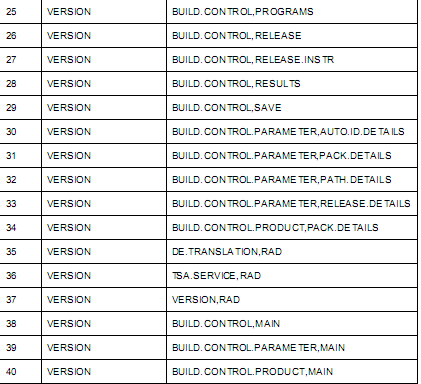 25 VERSION BUILD.CONTROL,PROGRAMS
26 VERSION BUILD.CONTROL,RELEASE
27 VERSION BUILD.CONTROL,RELEASE.INSTR
28 VERSION BUILD.CONTROL,RESULTS
29 VERSION BUILD.CONTROL,SAVE
30 VERSION BUILD.CONTROL.PARAMETER,AUTO.ID.DETAILS
31 VERSION BUILD.CONTROL.PARAMETER,PACK.DETAILS
32 VERSION BUILD.CONTROL.PARAMETER,PATH.DETAILS
33 VERSION BUILD.CONTROL.PARAMETER,RELEASE.DETAILS
34 VERSION BUILD.CONTROL.PRODUCT,PACK.DETAILS
35 VERSION DE.TRANSLATION,RAD
36 VERSION TSA.SERVICE,RAD
37 VERSION VERSION,RAD
38 VERSION BUILD.CONTROL,MAIN
39 VERSION BUILD.CONTROL.PARAMETER,MAIN
40 VERSION BUILD.CONTROL.PRODUCT,MAIN